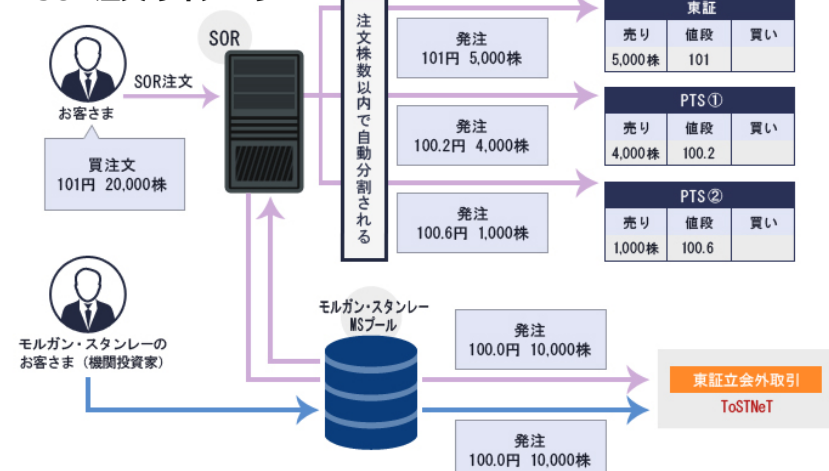 SOR
お客さま
SOR注文
買注文
101円 20,000株
注文株数以内で自動分割される
発注
101円 5,000株
発注
100.2円 4,000株
発注
100.6円 1,000株
東証
売り 値段 買い
5,000株 101
PTS①
売り 値段 買い
4,000株 100.2
PTS②
売り 値段 買い
1,000株 100.6
モルガン・スタンレーの
お客さま（機関投資家）
モルガン・スタンレー
MSプール
発注
100.0円 10,000株
発注
100.0円 10,000株
東証立会外取引
ToSTNeT